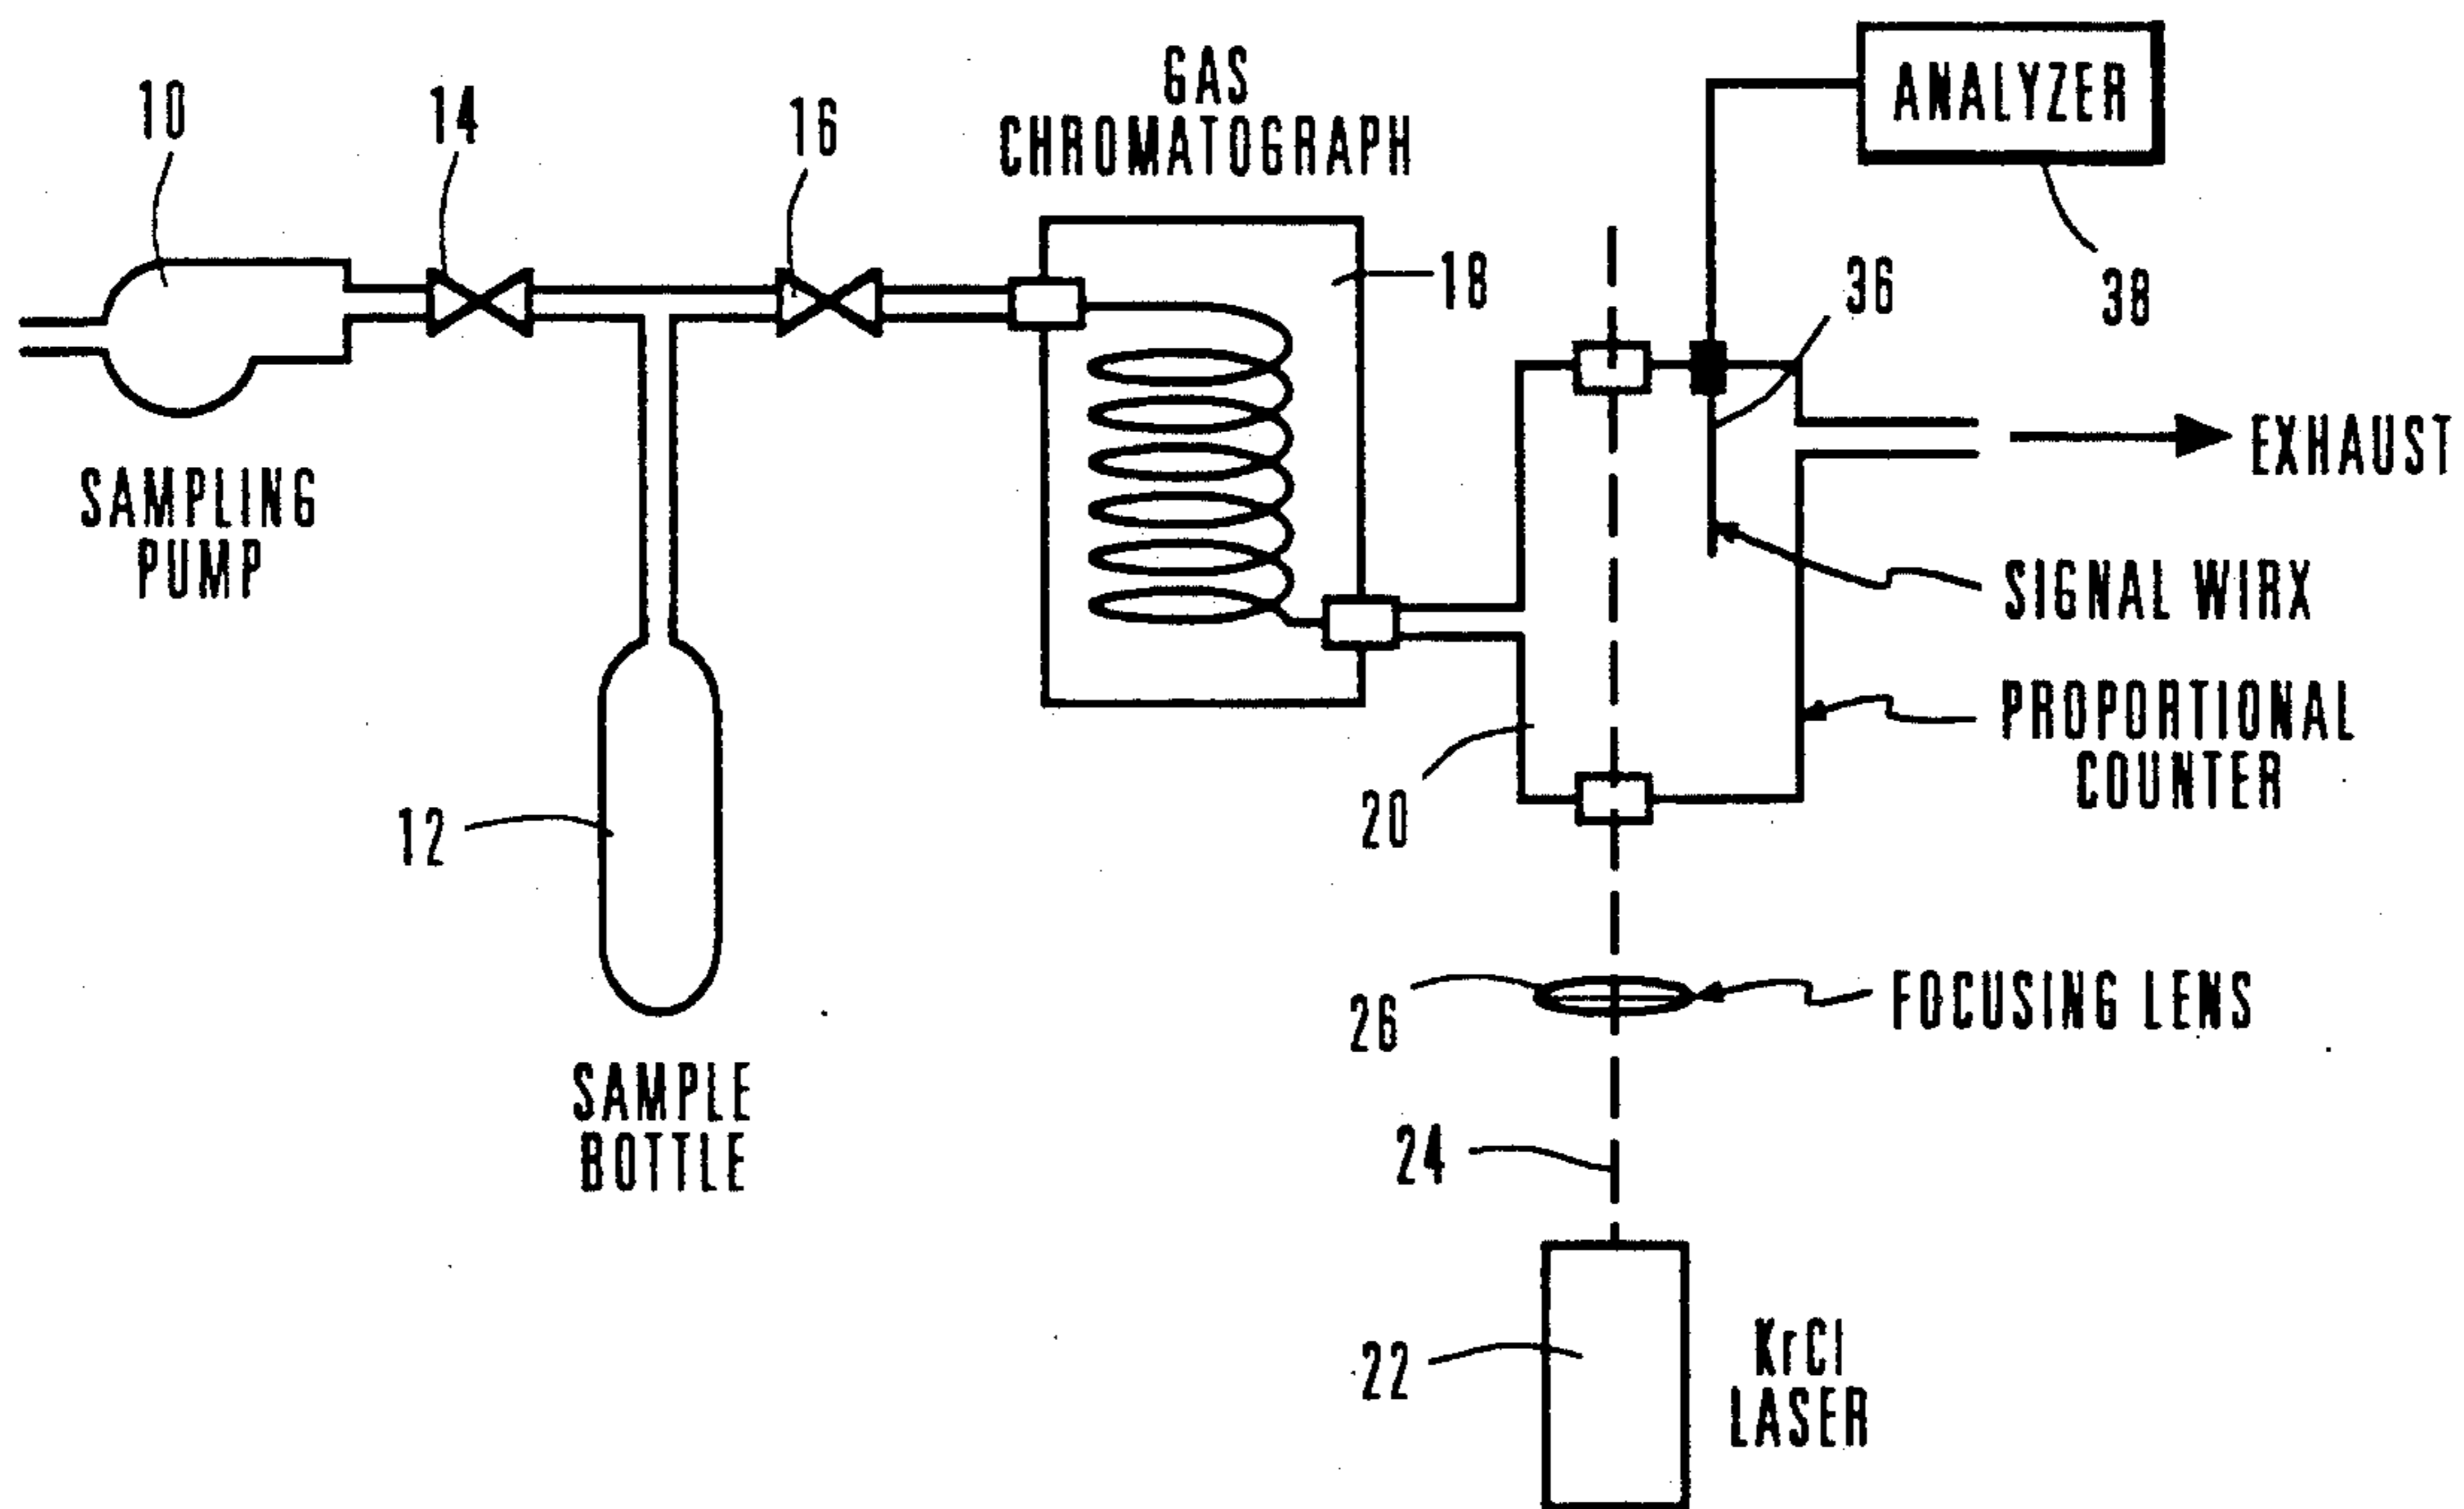 10
14
16
GAS
CHROMATOGRAPH
ANALYZER
18
36
38
EXHAUST
SAMPLING
PUMP
SIGNAL WIRX
PROPORTIONAL
COUNTER
20
12
26
FOCUSING LENS
SAMPLE
BOTTLE
24
22
KrCl
LASER